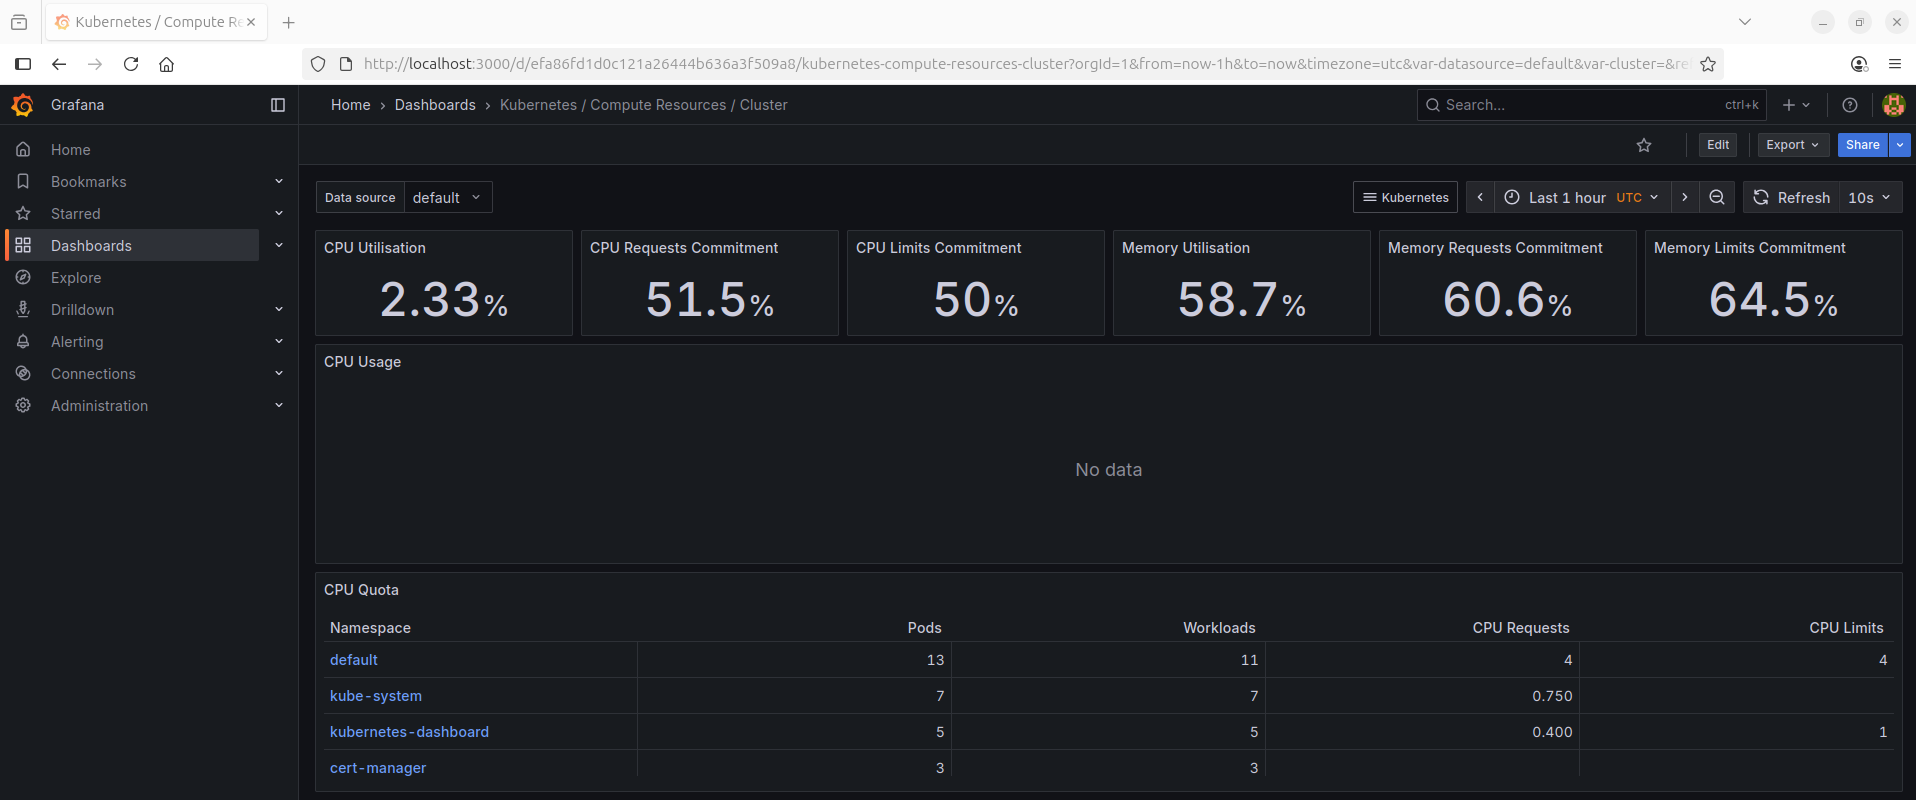 Kubernetes / Compute Re
http://localhost:3000/d/efa86fd1d0c121a26444b636a3f509a8/kubernetes-compute-resources-cluster?orgId=1&from=now-1h&to=now&timezone=utc&var-datasource=default&var-cluster=&re
Grafana
Home › Dashboards › Kubernetes / Compute Resources / Cluster
Search... ctrl+k
Home
Bookmarks
Starred
Dashboards
Explore
Drilldown
Alerting
Connections
Administration
Edit Export Share
Data source default
Kubernetes Last 1 hour UTC Refresh 10s
CPU Utilisation
2.33%
CPU Requests Commitment
51.5%
CPU Limits Commitment
50%
Memory Utilisation
58.7%
Memory Requests Commitment
60.6%
Memory Limits Commitment
64.5%
CPU Usage
No data
CPU Quota
Namespace Pods Workloads CPU Requests CPU Limits
default 13 11 4 4
kube-system 7 7 0.750
kubernetes-dashboard 5 5 0.400 1
cert-manager 3 3